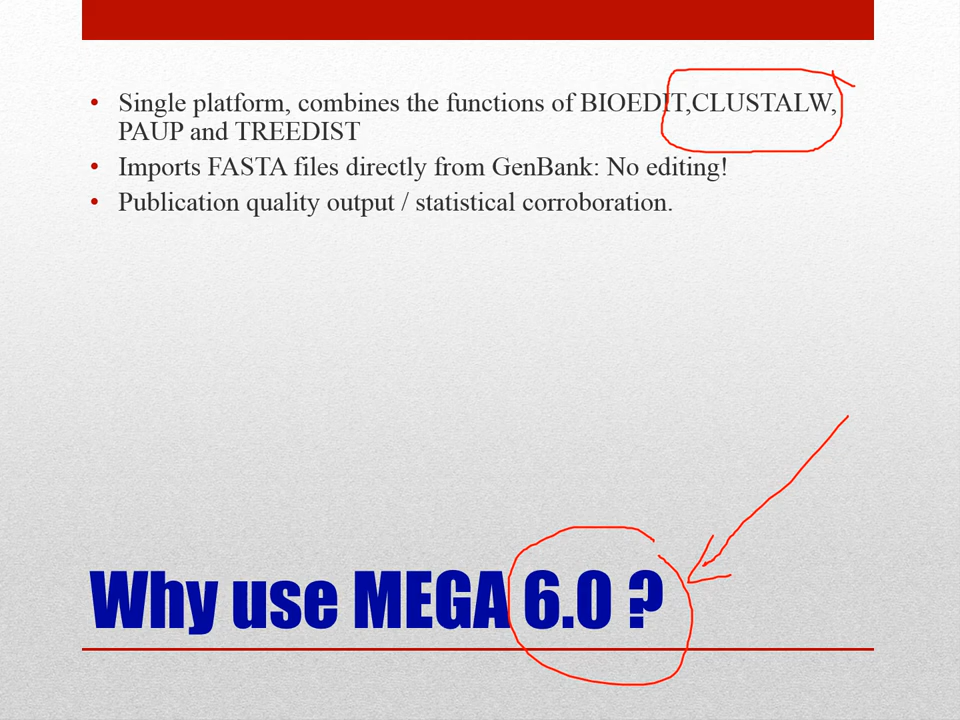 • Single platform, combines the functions of BIOEDIT,CLUSTALW,
PAUP and TREEDIST
• Imports FASTA files directly from GenBank: No editing!
• Publication quality output / statistical corroboration.
Why use MEGA 6.0 ?